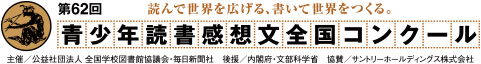 第62回 読んで世界を広げる、書いて世界をつくる。
青少年読書感想文全国コンクール
主催／公益社団法人 全国学校図書館協議会・毎日新聞社 後援／内閣府・文部科学省 協賛／サントリーホールディングス株式会社